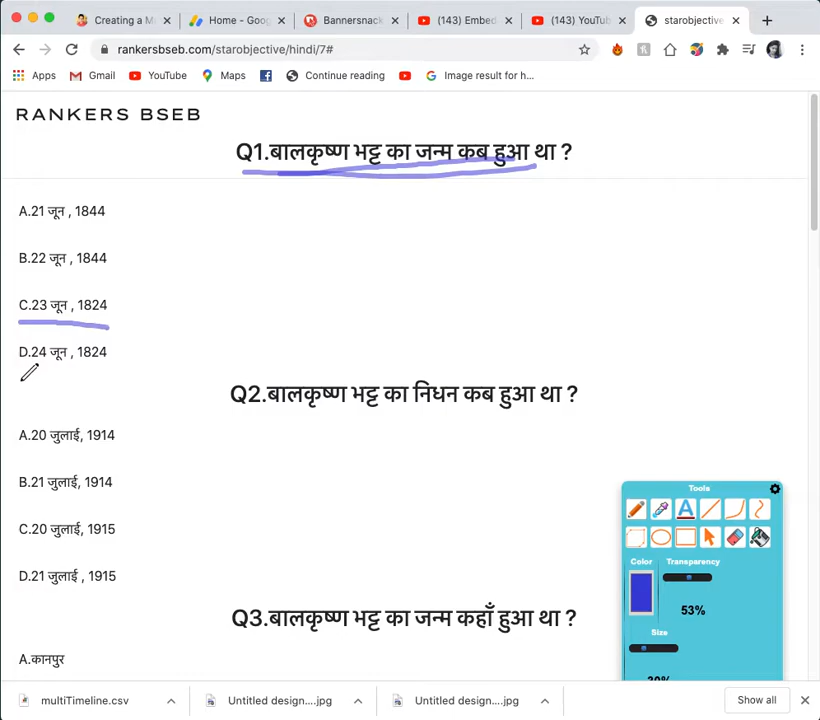 Creating a M
Home - Goog
Bannersnack
(143) Embed
(143) YouTub
starobjective
rankersbseb.com/starobjective/hindi/7#
Apps
Gmail
YouTube
Maps
Continue reading
Image result for h...
RANKERS BSEB
Q1.बालकृष्ण भट्ट का जन्म कब हुआ था ?
A.21 जून , 1844
B.22 जून , 1844
C.23 जून , 1824
D.24 जून , 1824
Q2.बालकृष्ण भट्ट का निधन कब हुआ था ?
A.20 जुलाई, 1914
B.21 जुलाई, 1914
C.20 जुलाई, 1915
D.21 जुलाई , 1915
Q3.बालकृष्ण भट्ट का जन्म कहाँ हुआ था ?
A.कानपुर
Tools
A
Color
Transparency
53%
Size
multiTimeline.csv
Untitled design....jpg
Untitled design....jpg
Show all